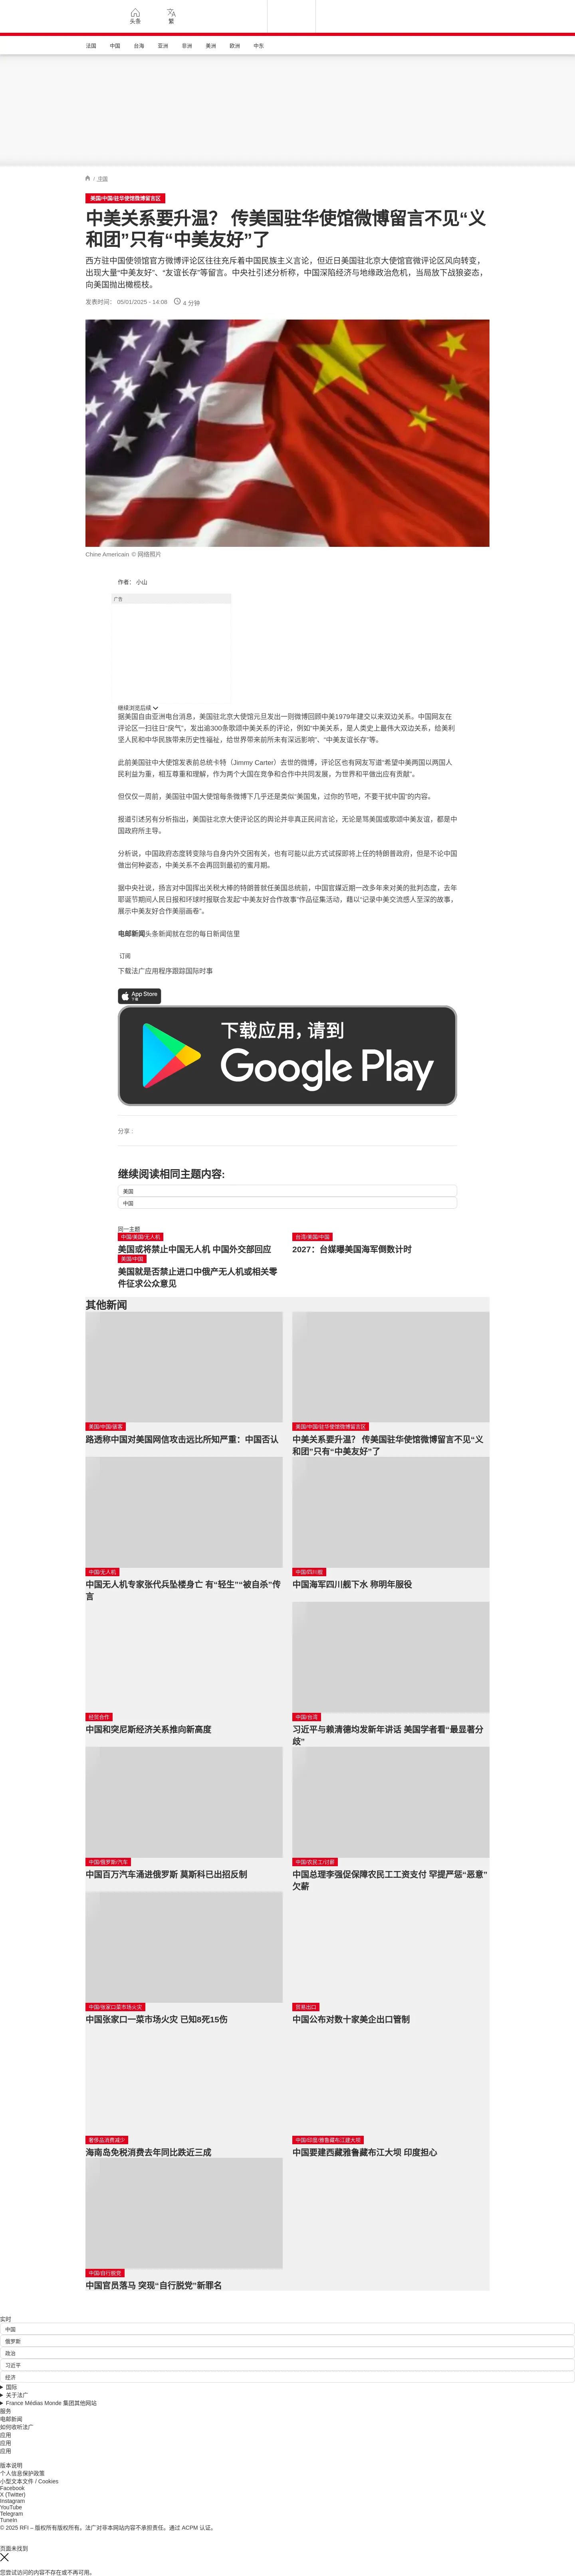 头条
繁
法国
中国
台海
亚洲
非洲
美洲
欧洲
中东
/ 中国
美国/中国/驻华使馆微博留言区
中美关系要升温？ 传美国驻华使馆微博留言不见“义
和团”只有“中美友好”了
西方驻中国使领馆官方微博评论区往往充斥着中国民族主义言论，但近日美国驻北京大使馆官微评论区风向转变，
出现大量“中美友好”、“友谊长存”等留言。中央社引述分析称，中国深陷经济与地缘政治危机，当局放下战狼姿态，
向美国抛出橄榄枝。
发表时间： 05/01/2025 - 14:08
4 分钟
Chine Americain © 网络照片
作者： 小山
广告
继续浏览后续
据美国自由亚洲电台消息，美国驻北京大使馆元旦发出一则微博回顾中美1979年建交以来双边关系。中国网友在
评论区一扫往日“戾气”，发出逾300条歌颂中美关系的评论，例如“中美关系，是人类史上最伟大双边关系，给美利
坚人民和中华民族带来历史性福祉，给世界带来前所未有深远影响”、“中美友谊长存”等。
此前美国驻中大使馆发表前总统卡特（Jimmy Carter）去世的微博，评论区也有网友写道“希望中美两国以两国人
民利益为重，相互尊重和理解，作为两个大国在竞争和合作中共同发展，为世界和平做出应有贡献”。
但仅仅一周前，美国驻中国大使馆每条微博下几乎还是类似“美国鬼，过你的节吧，不要干扰中国”的内容。
报道引述另有分析指出，美国驻北京大使评论区的舆论并非真正民间言论，无论是骂美国或歌颂中美友谊，都是中
国政府所主导。
分析说，中国政府态度转变除与自身内外交困有关，也有可能以此方式试探即将上任的特朗普政府，但是不论中国
做出何种姿态，中美关系不会再回到最初的蜜月期。
据中央社说，扬言对中国挥出关税大棒的特朗普就任美国总统前，中国官媒近期一改多年来对美的批判态度，去年
耶诞节期间人民日报和环球时报联合发起“中美友好合作故事”作品征集活动，藉以“记录中美交流感人至深的故事，
展示中美友好合作美丽画卷”。
电邮新闻头条新闻就在您的每日新闻信里
订阅
下载法广应用程序跟踪国际时事
App Store
下载
下载应用，请到
Google Play
分享 :
继续阅读相同主题内容:
美国
中国
同一主题
中国/美国/无人机
美国或将禁止中国无人机 中国外交部回应
台湾/美国/中国
2027：台媒曝美国海军倒数计时
美国/中国
美国就是否禁止进口中俄产无人机或相关零
件征求公众意见
其他新闻
美国/中国/骇客
路透称中国对美国网信攻击远比所知严重：中国否认
美国/中国/驻华使馆微博留言区
中美关系要升温？ 传美国驻华使馆微博留言不见“义
和团”只有“中美友好”了
中国/无人机
中国无人机专家张代兵坠楼身亡 有“轻生”“被自杀”传
言
中国/四川舰
中国海军四川舰下水 称明年服役
经贸合作
中国和突尼斯经济关系推向新高度
中国/台湾
习近平与赖清德均发新年讲话 美国学者看“最显著分
歧”
中国/俄罗斯/汽车
中国百万汽车涌进俄罗斯 莫斯科已出招反制
中国/农民工/讨薪
中国总理李强促保障农民工工资支付 罕提严惩“恶意”
欠薪
中国/张家口菜市场火灾
中国张家口一菜市场火灾 已知8死15伤
贸易出口
中国公布对数十家美企出口管制
奢侈品消费减少
海南岛免税消费去年同比跌近三成
中国/印度/雅鲁藏布江建大坝
中国要建西藏雅鲁藏布江大坝 印度担心
中国/自行脱党
中国官员落马 突现“自行脱党”新罪名
实时
中国
俄罗斯
政治
习近平
经济
国际
关于法广
France Médias Monde 集团其他网站
服务
电邮新闻
如何收听法广
应用
应用
应用
版本说明
个人信息保护政策
小型文本文件 / Cookies
Facebook
X (Twitter)
Instagram
YouTube
Telegram
TuneIn
© 2025 RFI – 版权所有版权所有。法广对非本网站内容不承担责任。通过 ACPM 认证。
页面未找到
您尝试访问的内容不存在或不再可用。